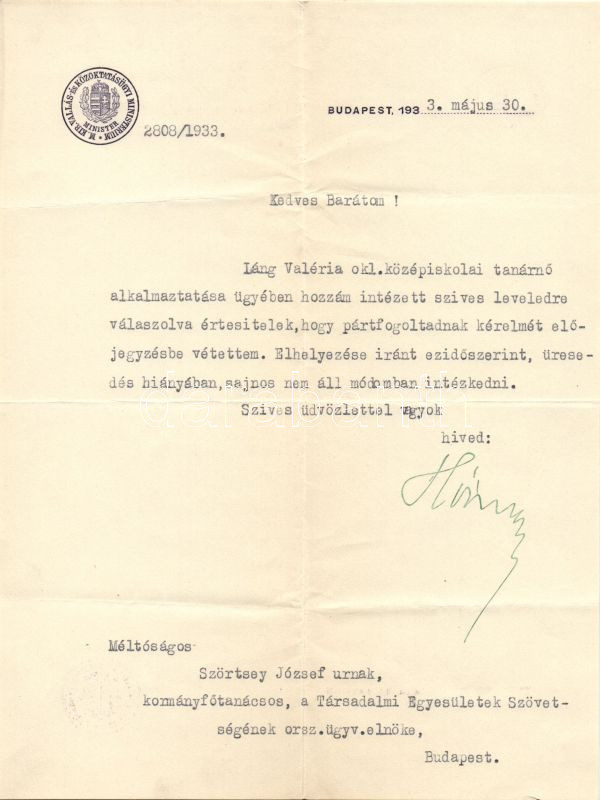 M. KIR. VALLÁS- ÉS KÖZOKTATÁSÜGYI MINISZTERIUM
MINISTER
2808/1933.
BUDAPEST, 193 3. május 30.
Kedves Barátom !
Láng Valéria okl.középiskolai tanárnő
alkalmaztatása ügyében hozzám intézett szives leveledre
válaszolva értesitelek,hogy pártfogoltadnak kérelmét elő-
jegyzésbe vétettem. Elhelyezése iránt ezidőszerint, ürese-
dés hiányában,sajnos nem áll módomban intézkedni.
Szives üdvözlettel vagyok
hived:
Méltóságos
Szörtsey József urnak,
kormányfőtanácsos, a Társadalmi Egyesületek Szövet-
ségének orsz.ügyv.elnöke,
Budapest.